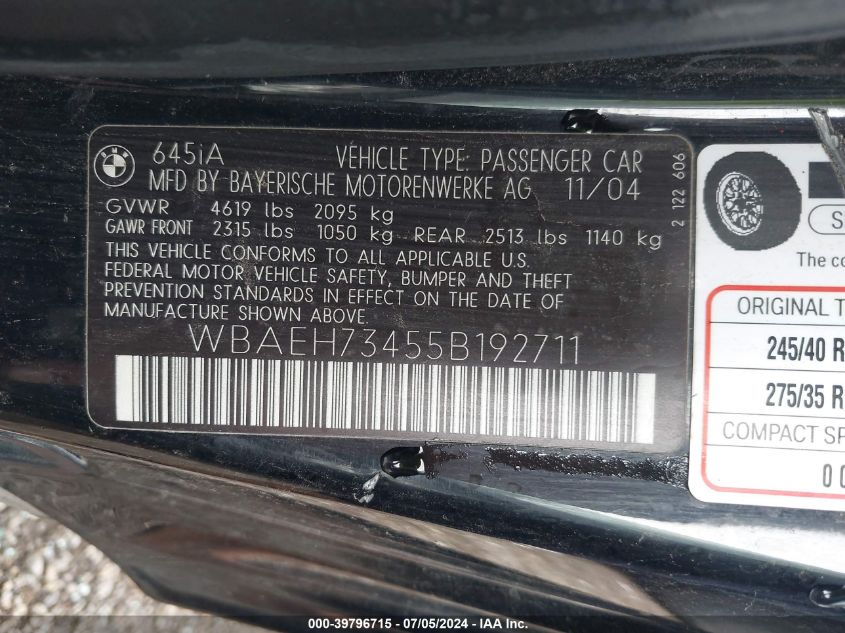 BMW
645iA VEHICLE TYPE: PASSENGER CAR
MFD BY BAYERISCHE MOTORENWERKE AG 11/04
GVWR 4619 lbs 2095 kg
GAWR FRONT 2315 lbs 1050 kg REAR 2513 lbs 1140 kg
THIS VEHICLE CONFORMS TO ALL APPLICABLE U.S.
FEDERAL MOTOR VEHICLE SAFETY, BUMPER AND THEFT
PREVENTION STANDARDS IN EFFECT ON THE DATE OF
MANUFACTURE SHOWN ABOVE.
WBAEH73455B192711
2 122 606
The co
ORIGINAL T
245/40 R
275/35 R
COMPACT SP
000-39796715 - 07/05/2024 - IAA Inc.